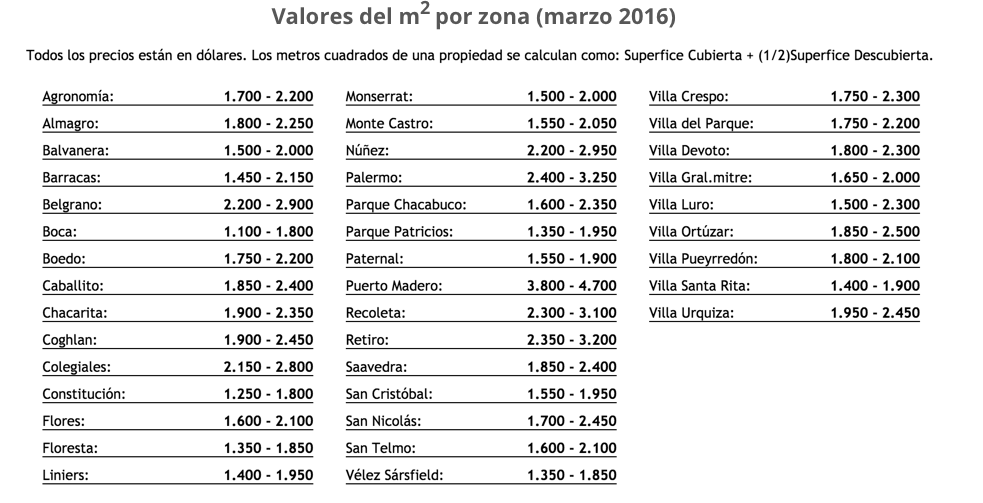 Valores del m2 por zona (marzo 2016)
Todos los precios están en dólares. Los metros cuadrados de una propiedad se calculan como: Superfice Cubierta + (1/2)Superfice Descubierta.
Agronomía: 1.700 - 2.200
Almagro: 1.800 - 2.250
Balvanera: 1.500 - 2.000
Barracas: 1.450 - 2.150
Belgrano: 2.200 - 2.900
Boca: 1.100 - 1.800
Boedo: 1.750 - 2.200
Caballito: 1.850 - 2.400
Chacarita: 1.900 - 2.350
Coghlan: 1.900 - 2.450
Colegiales: 2.150 - 2.800
Constitución: 1.250 - 1.800
Flores: 1.600 - 2.100
Floresta: 1.350 - 1.850
Liniers: 1.400 - 1.950
Monserrat: 1.500 - 2.000
Monte Castro: 1.550 - 2.050
Núñez: 2.200 - 2.950
Palermo: 2.400 - 3.250
Parque Chacabuco: 1.600 - 2.350
Parque Patricios: 1.350 - 1.950
Paternal: 1.550 - 1.900
Puerto Madero: 3.800 - 4.700
Recoleta: 2.300 - 3.100
Retiro: 2.350 - 3.200
Saavedra: 1.850 - 2.400
San Cristóbal: 1.550 - 1.950
San Nicolás: 1.700 - 2.450
San Telmo: 1.600 - 2.100
Vélez Sársfield: 1.350 - 1.850
Villa Crespo: 1.750 - 2.300
Villa del Parque: 1.750 - 2.200
Villa Devoto: 1.800 - 2.300
Villa Gral.mitre: 1.650 - 2.000
Villa Luro: 1.500 - 2.300
Villa Ortúzar: 1.850 - 2.500
Villa Pueyrredón: 1.800 - 2.100
Villa Santa Rita: 1.400 - 1.900
Villa Urquiza: 1.950 - 2.450